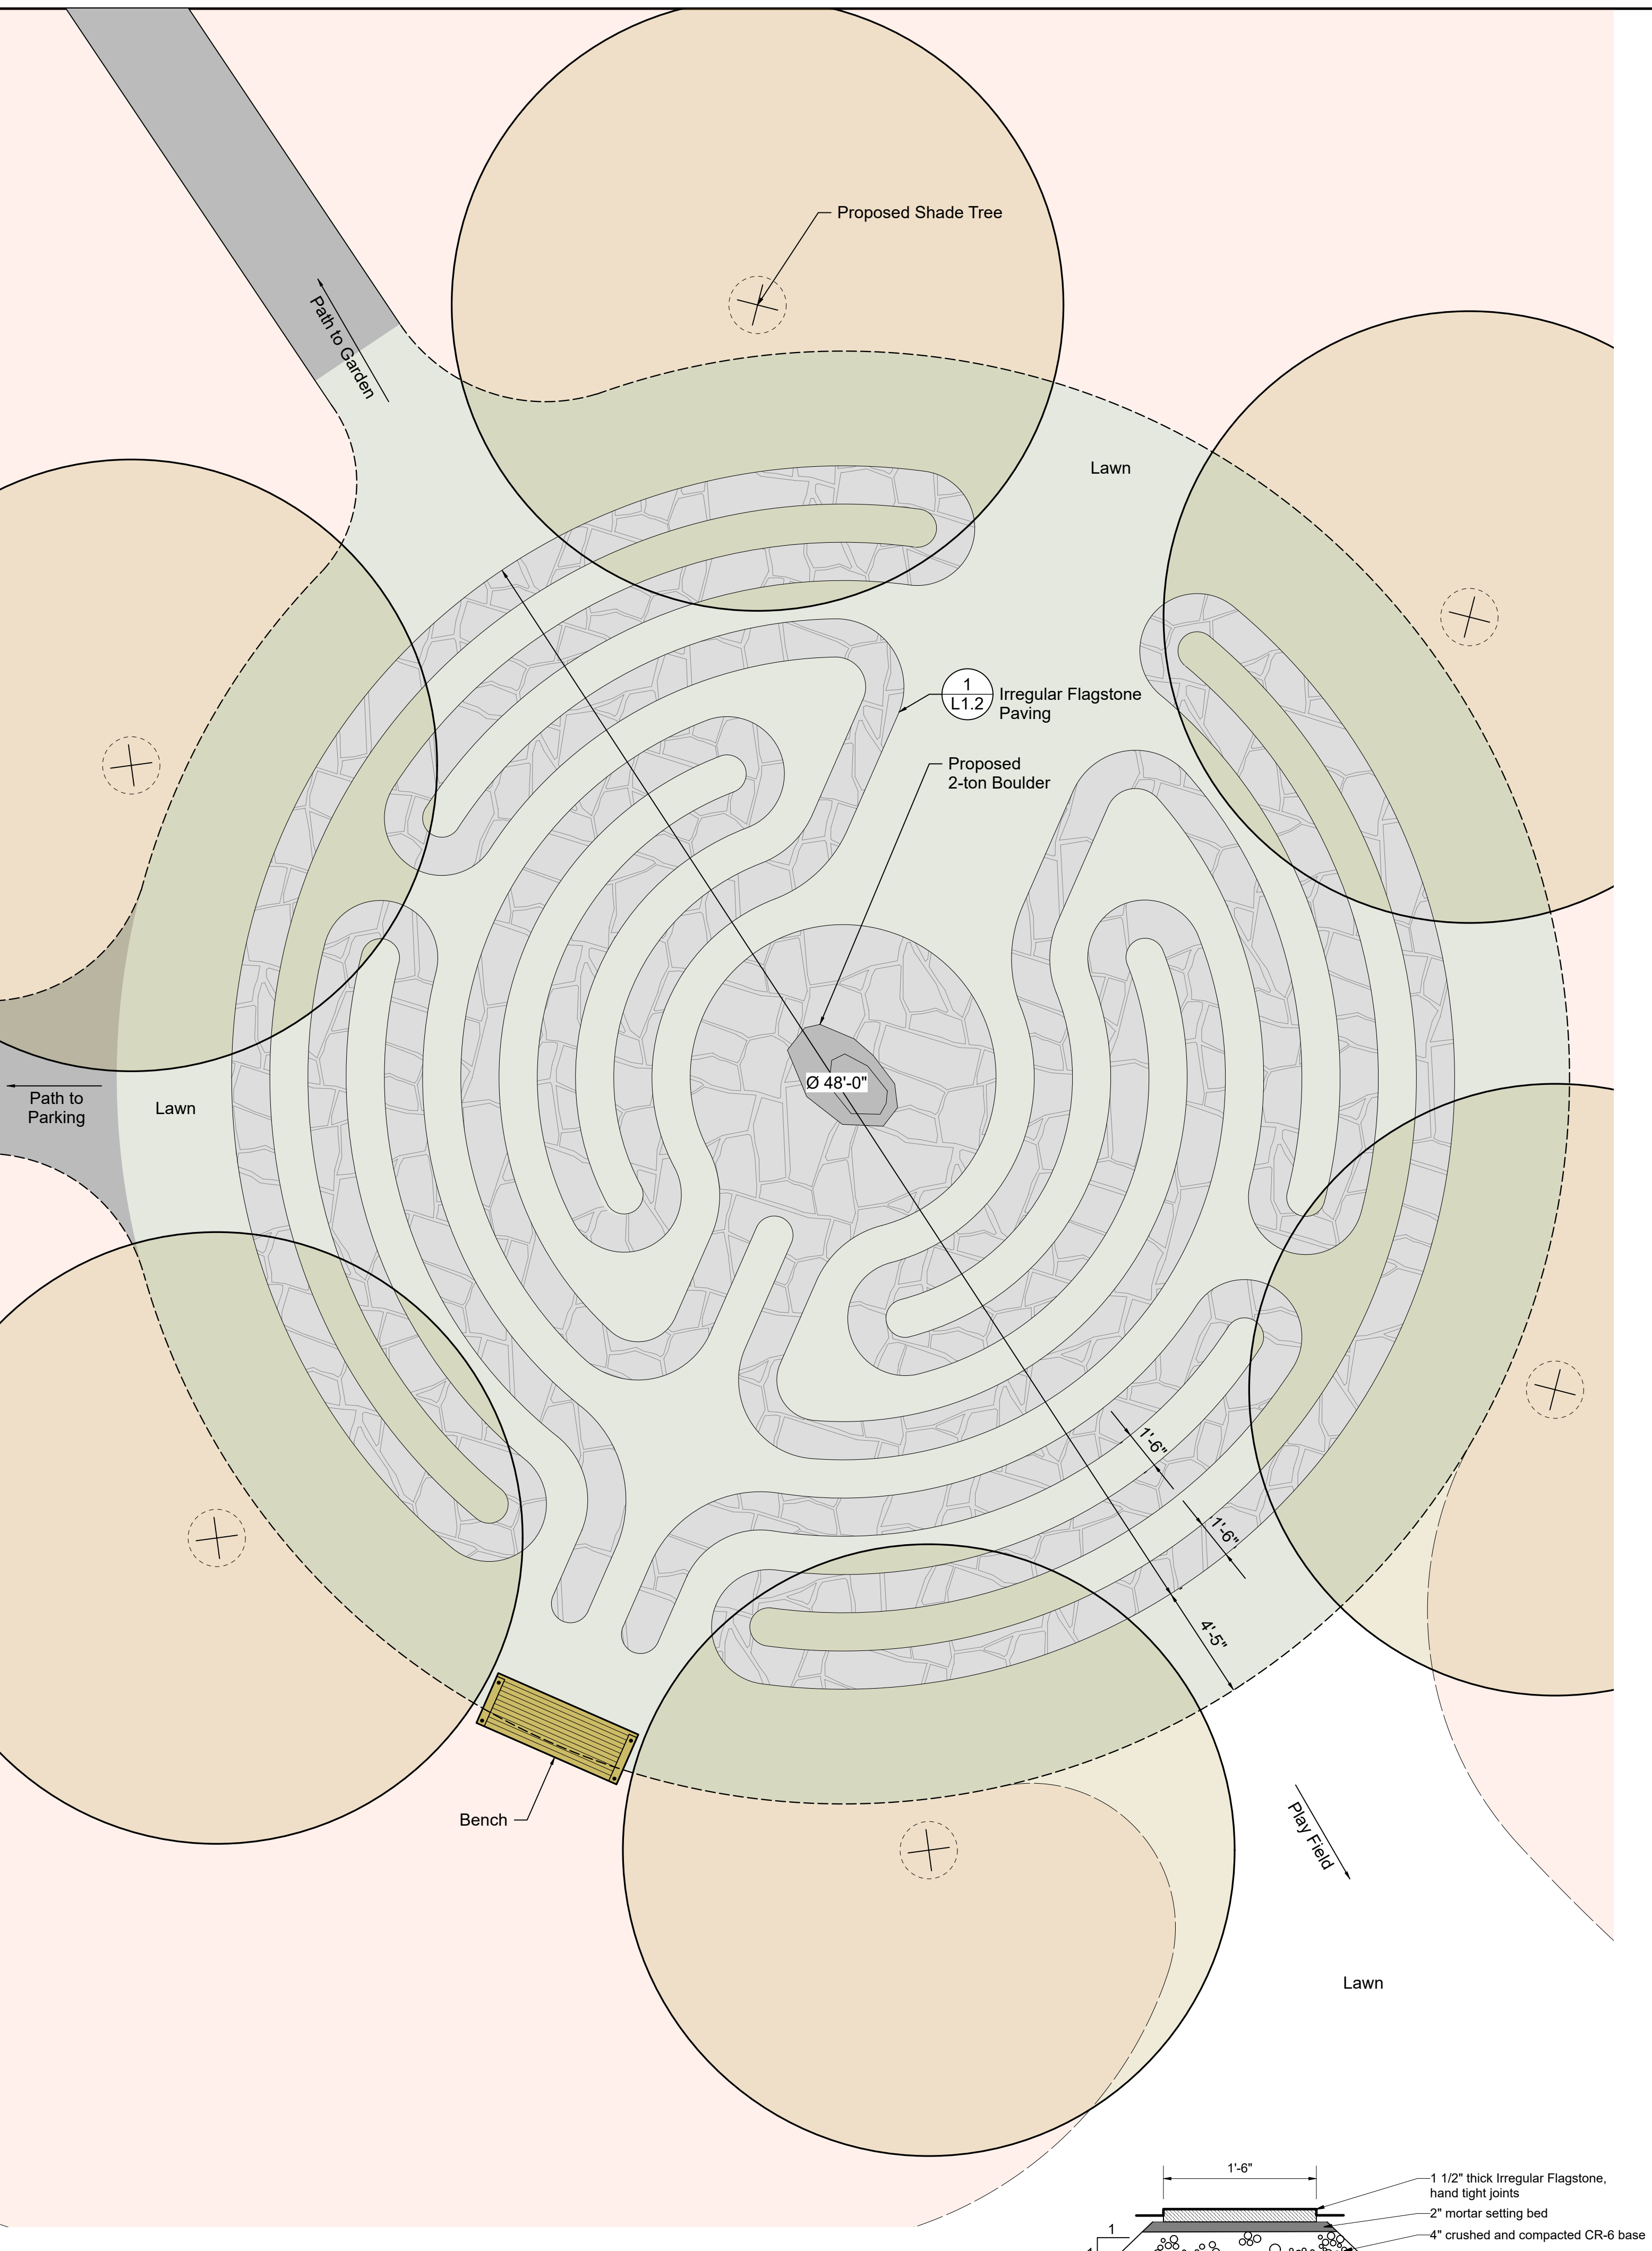 Proposed Shade Tree
Path to Garden
Lawn
1
L1.2
Irregular Flagstone
Paving
Proposed
2-ton Boulder
Ø 48'-0"
Path to
Parking
Lawn
1'-6"
1'-6"
4'-5"
Bench
Play Field
Lawn
1'-6"
1 1/2" thick Irregular Flagstone,
hand tight joints
2" mortar setting bed
1
4" crushed and compacted CR-6 base